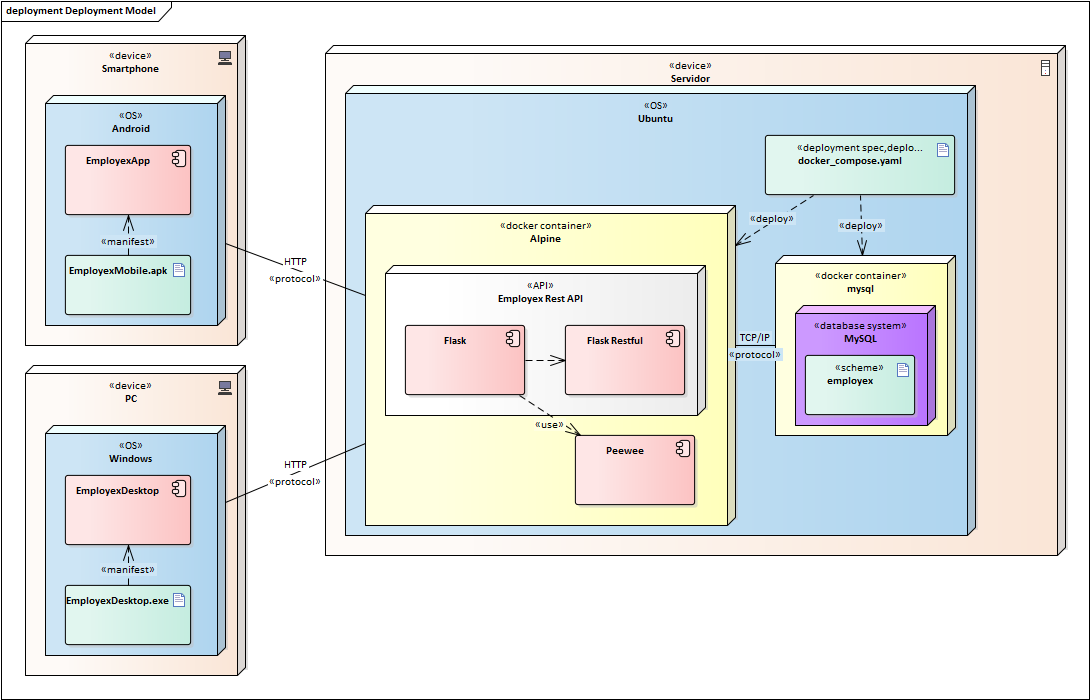 deployment Deployment Model
«device»
Smartphone
«OS»
Android
EmployexApp
«manifest»
EmployexMobile.apk
«device»
PC
«OS»
Windows
EmployexDesktop
«manifest»
EmployexDesktop.exe
HTTP
«protocol»
HTTP
«protocol»
«device»
Servidor
«OS»
Ubuntu
«deployment spec,deplo...
docker_compose.yaml
«deploy»
«deploy»
«docker container»
Alpine
«API»
Employex Rest API
Flask
Flask Restful
«use»
Peewee
TCP/IP
«protocol»
«docker container»
mysql
«database system»
MySQL
«scheme»
employex